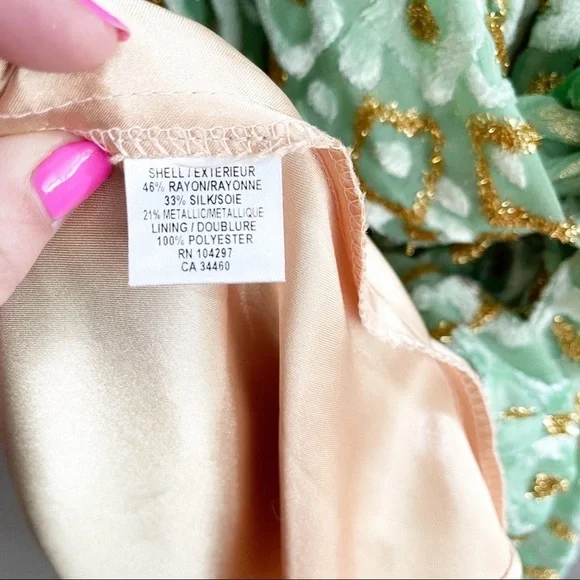 SHELL / EXTERIEUR
46% RAYON/RAYONNE
33% SILK/SOIE
21% METALLIC/METALLIQUE
LINING / DOUBLURE
100% POLYESTER
RN 104297
CA 34460